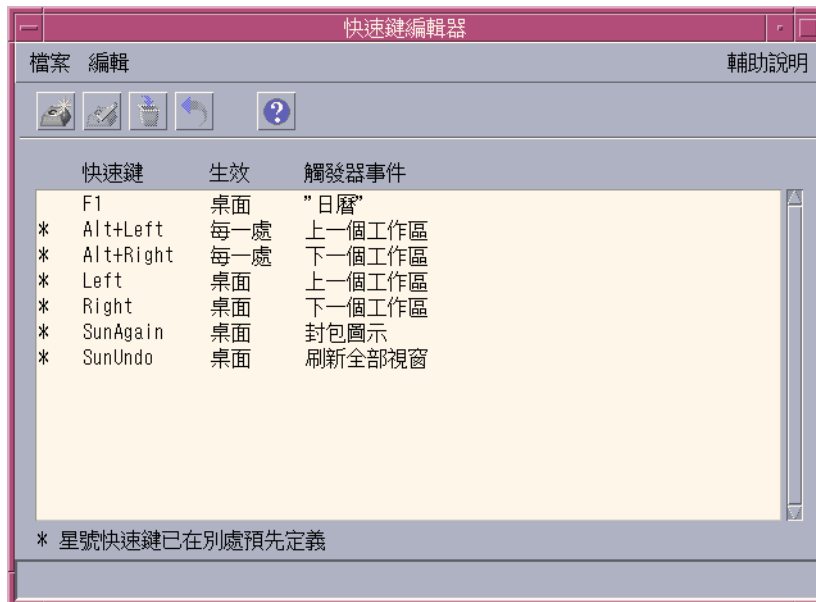 快速鍵編輯器
檔案 編輯 輔助說明
?
快速鍵 生效 觸發器事件
F1 桌面 "日曆"
* Alt+Left 每一處 上一個工作區
* Alt+Right 每一處 下一個工作區
* Left 桌面 上一個工作區
* Right 桌面 下一個工作區
* SunAgain 桌面 封包圖示
* SunUndo 桌面 刷新全部視窗
* 星號快速鍵已在別處預先定義